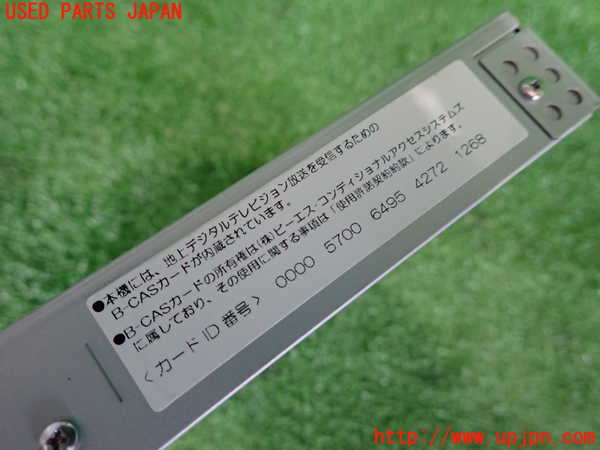 USED PARTS JAPAN
●本機には、地上デジタルテレビジョン放送を受信するための
B-CASカードが内蔵されています。
●B-CASカードの所有権は(株)ビーエス・コンディショナルアクセスシステムズ
に属しており、その使用に関する事項は「使用許諾契約約款」によります。
<カードID番号> 0000 5700 6495 4272 1268
http://www.upjpn.com/